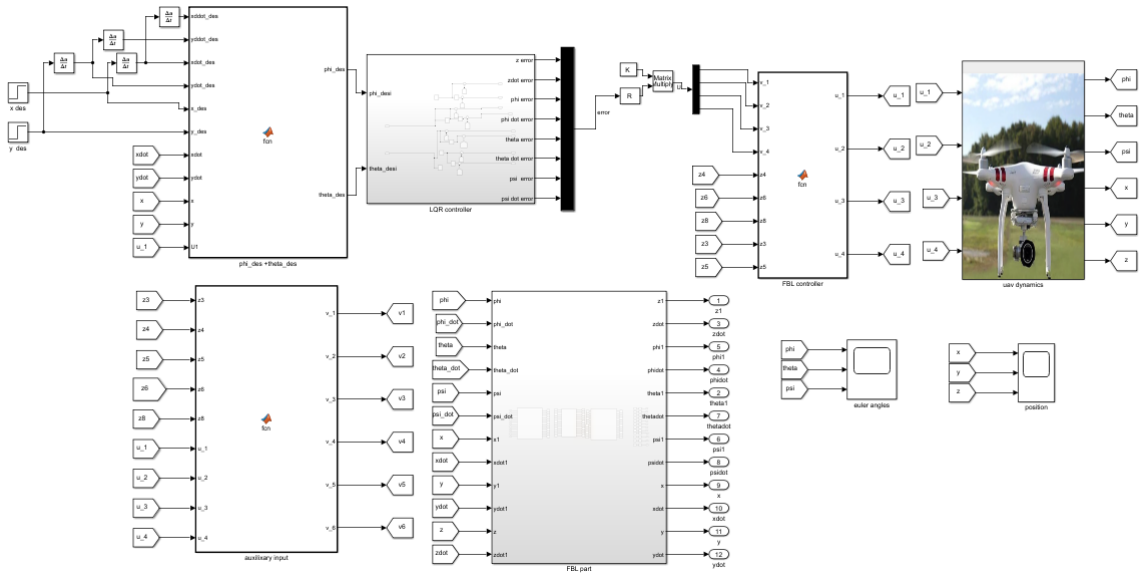 Δu
Δt
Δu
Δt
Δu
Δt
Δu
Δt
x des
y des
xddot_des
yddot_des
xdot_des
ydot_des
x_des
y_des
xdot
xdot
ydot
ydot
x
x
y
y
u_1
U1
fcn
phi_des
theta_des
phi_des +theta_des
phi_desi
theta_desi
z error
zdot error
phi error
phi dot error
theta error
theta dot error
psi error
psi dot error
LQR controller
error
K
R
Matrix
Multiply
v_1
v_2
v_3
v_4
z4
z4
z6
z6
z8
z8
z3
z3
z5
z5
fcn
u_1
u_2
u_3
u_4
FBL controller
u_1
u_2
u_3
u_4
u_1
u_2
u_3
u_4
uav dynamics
phi
theta
psi
x
y
z
z3
z3
z4
z4
z5
z5
z6
z6
z8
z8
u_1
u_1
u_2
u_2
u_3
u_3
u_4
u_4
fcn
v_1
v_2
v_3
v_4
v_5
v_6
v1
v2
v3
v4
v5
v6
phi
phi
phi_dot
phi_dot
theta
theta
theta_dot
theta_dot
psi
psi
psi_dot
psi_dot
x
x1
xdot
xdot1
y
y1
ydot
ydot1
z
z
zdot
zdot1
z1
zdot
phi1
phidot
theta1
thetadot
psi1
psidot
x
xdot
y
ydot
FBL part
1
z1
3
zdot
5
phi1
4
phidot
2
theta1
7
thetadot
6
psi1
8
psidot
9
x
10
xdot
11
y
12
ydot
phi
theta
psi
euler angles
x
y
z
position